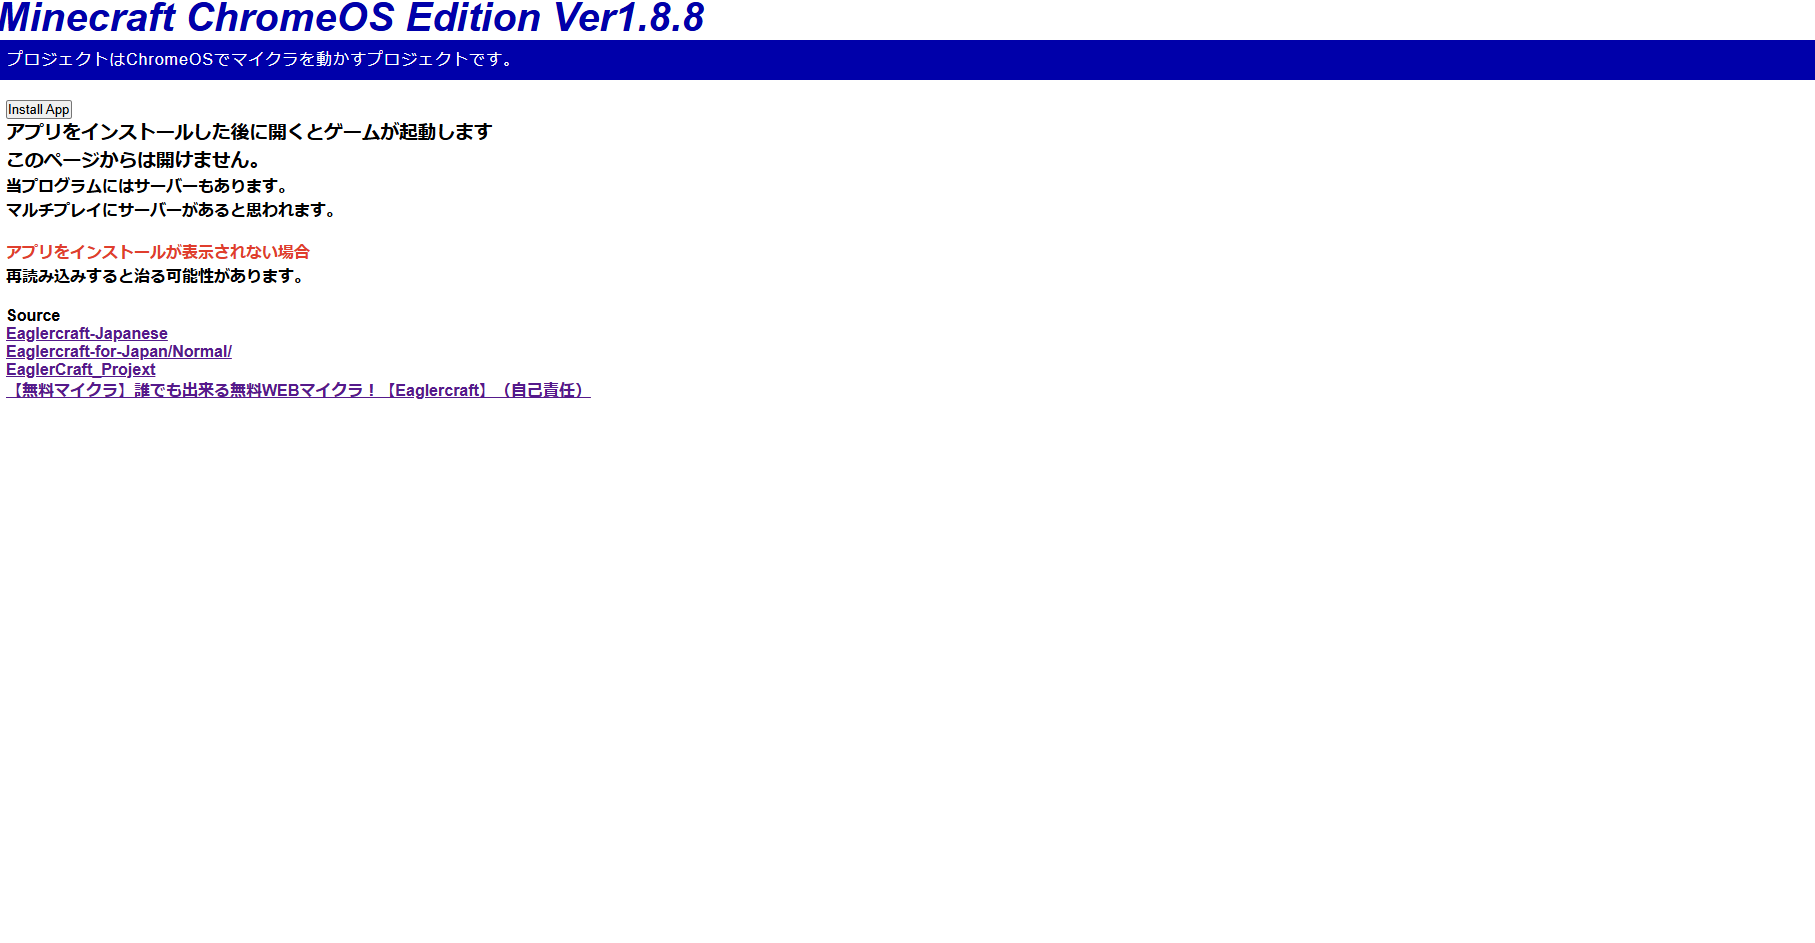 Minecraft ChromeOS Edition Ver1.8.8
プロジェクトはChromeOSでマイクラを動かすプロジェクトです。
Install App
アプリをインストールした後に開くとゲームが起動します
このページからは開けません。
当プログラムにはサーバーもあります。
マルチプレイにサーバーがあると思われます。
アプリをインストールが表示されない場合
再読み込みすると治る可能性があります。
Source
Eaglercraft-Japanese
Eaglercraft-for-Japan/Normal/
EaglerCraft_Projext
【無料マイクラ】誰でも出来る無料WEBマイクラ！【Eaglercraft】（自己責任）